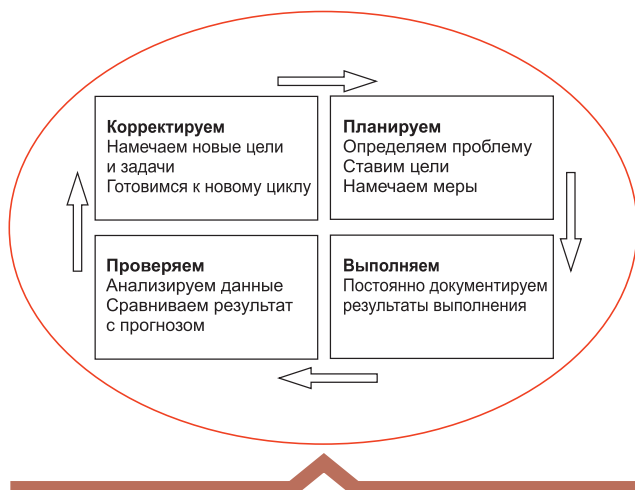 Корректируем
Намечаем новые цели
и задачи
Готовимся к новому циклу
Планируем
Определяем проблему
Ставим цели
Намечаем меры
Проверяем
Анализируем данные
Сравниваем результат
с прогнозом
Выполняем
Постоянно документируем
результаты выполнения